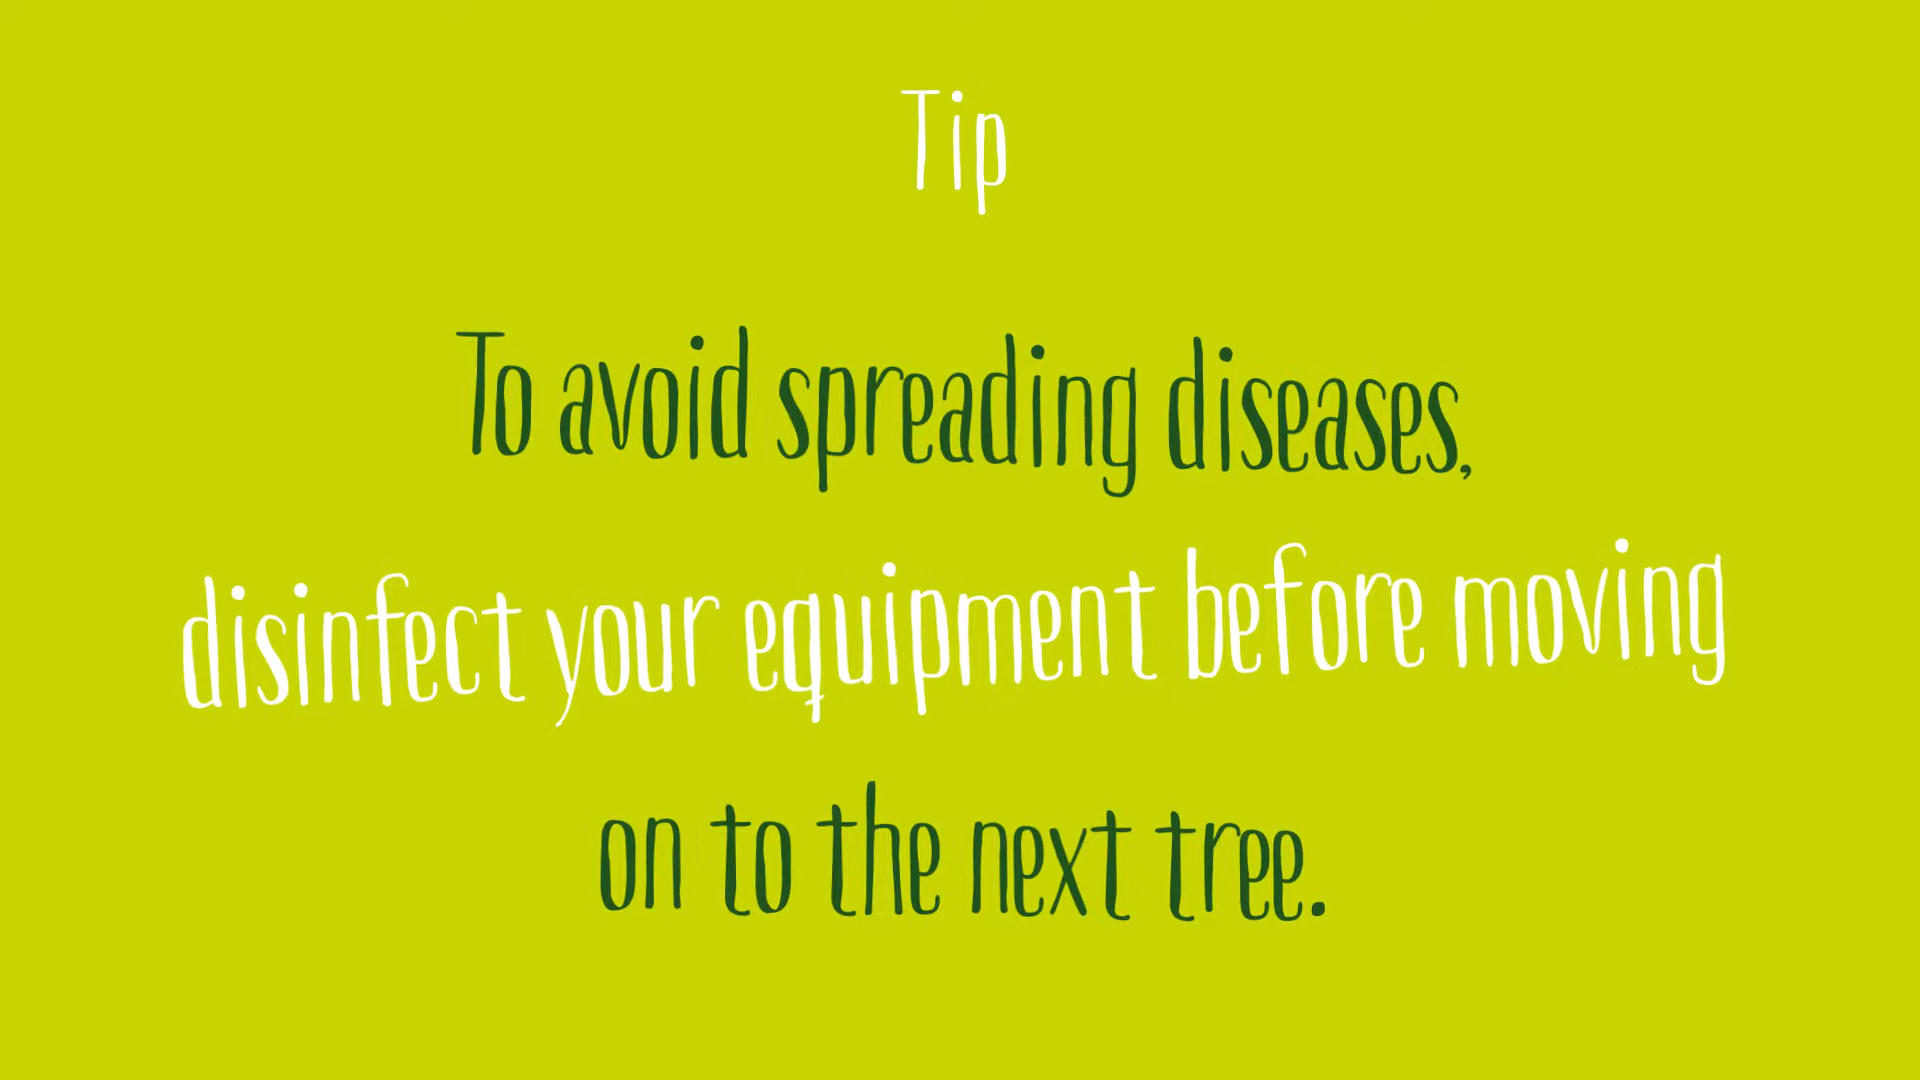 Tip
To avoid spreading diseases,
disinfect your equipment before moving
on to the next tree.